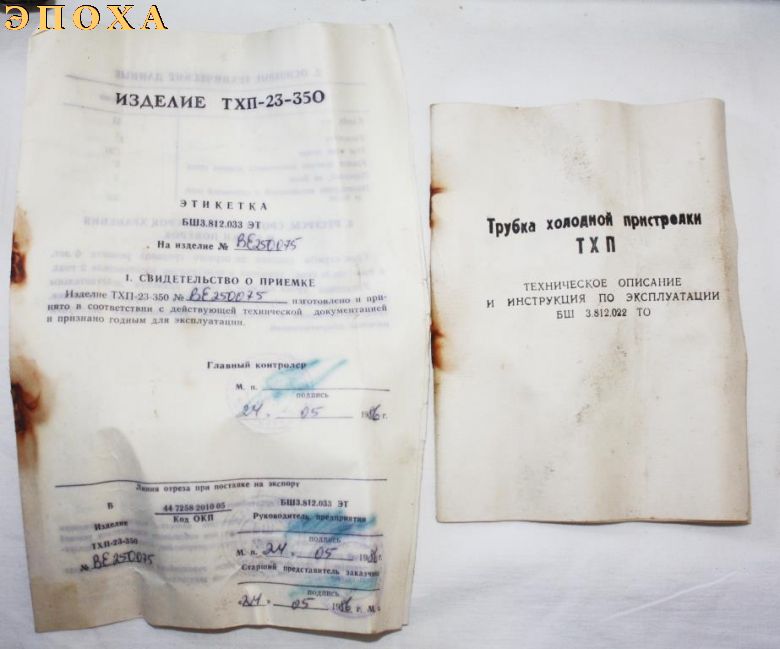 ЭПОХА
ИЗДЕЛИЕ ТХП-23-350
ЭТИКЕТКА
БШ3.812.033 ЭТ
На изделие № ВЕ250075
1. СВИДЕТЕЛЬСТВО О ПРИЕМКЕ
Изделие ТХП-23-350 № ВЕ250075 изготовлено и при-
нято в соответствии с действующей технической документацией
и признано годным для эксплуатации.
Главный контролер
М. п.
подпись
24. 05 1986 г.
Линия отреза при поставке на экспорт
В 44 7258 2010 05 БШ3.812.033 ЭТ
Код ОКП Руководитель предприятия
Изделие
ТХП-23-350
№ ВЕ250075
подпись
М. п. 24. 05 1986 г.
Старший представитель заказчика
подпись
24. 05 1986 г. М.
Трубка холодной пристрелки
ТХП
ТЕХНИЧЕСКОЕ ОПИСАНИЕ
И ИНСТРУКЦИЯ ПО ЭКСПЛУАТАЦИИ
БШ 3.812.022 ТО